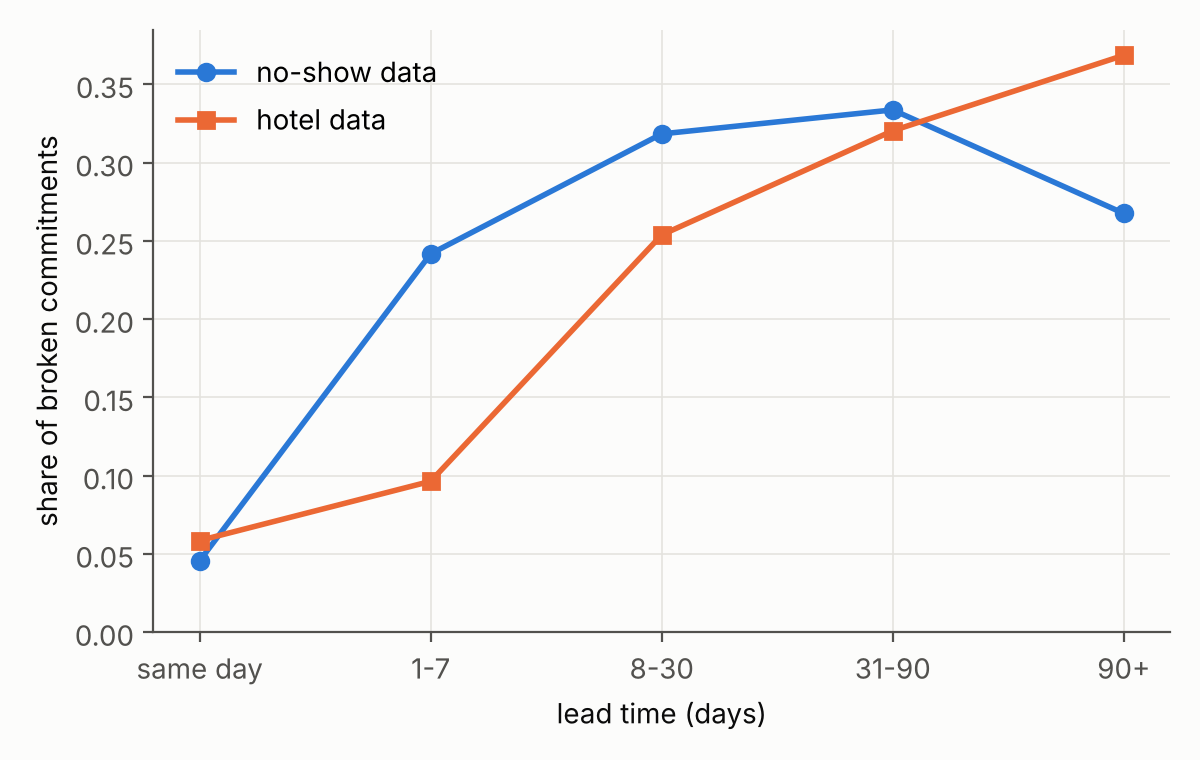 no-show data
hotel data
share of broken commitments
0.35
0.30
0.25
0.20
0.15
0.10
0.05
0.00
same day
1-7
8-30
31-90
90+
lead time (days)